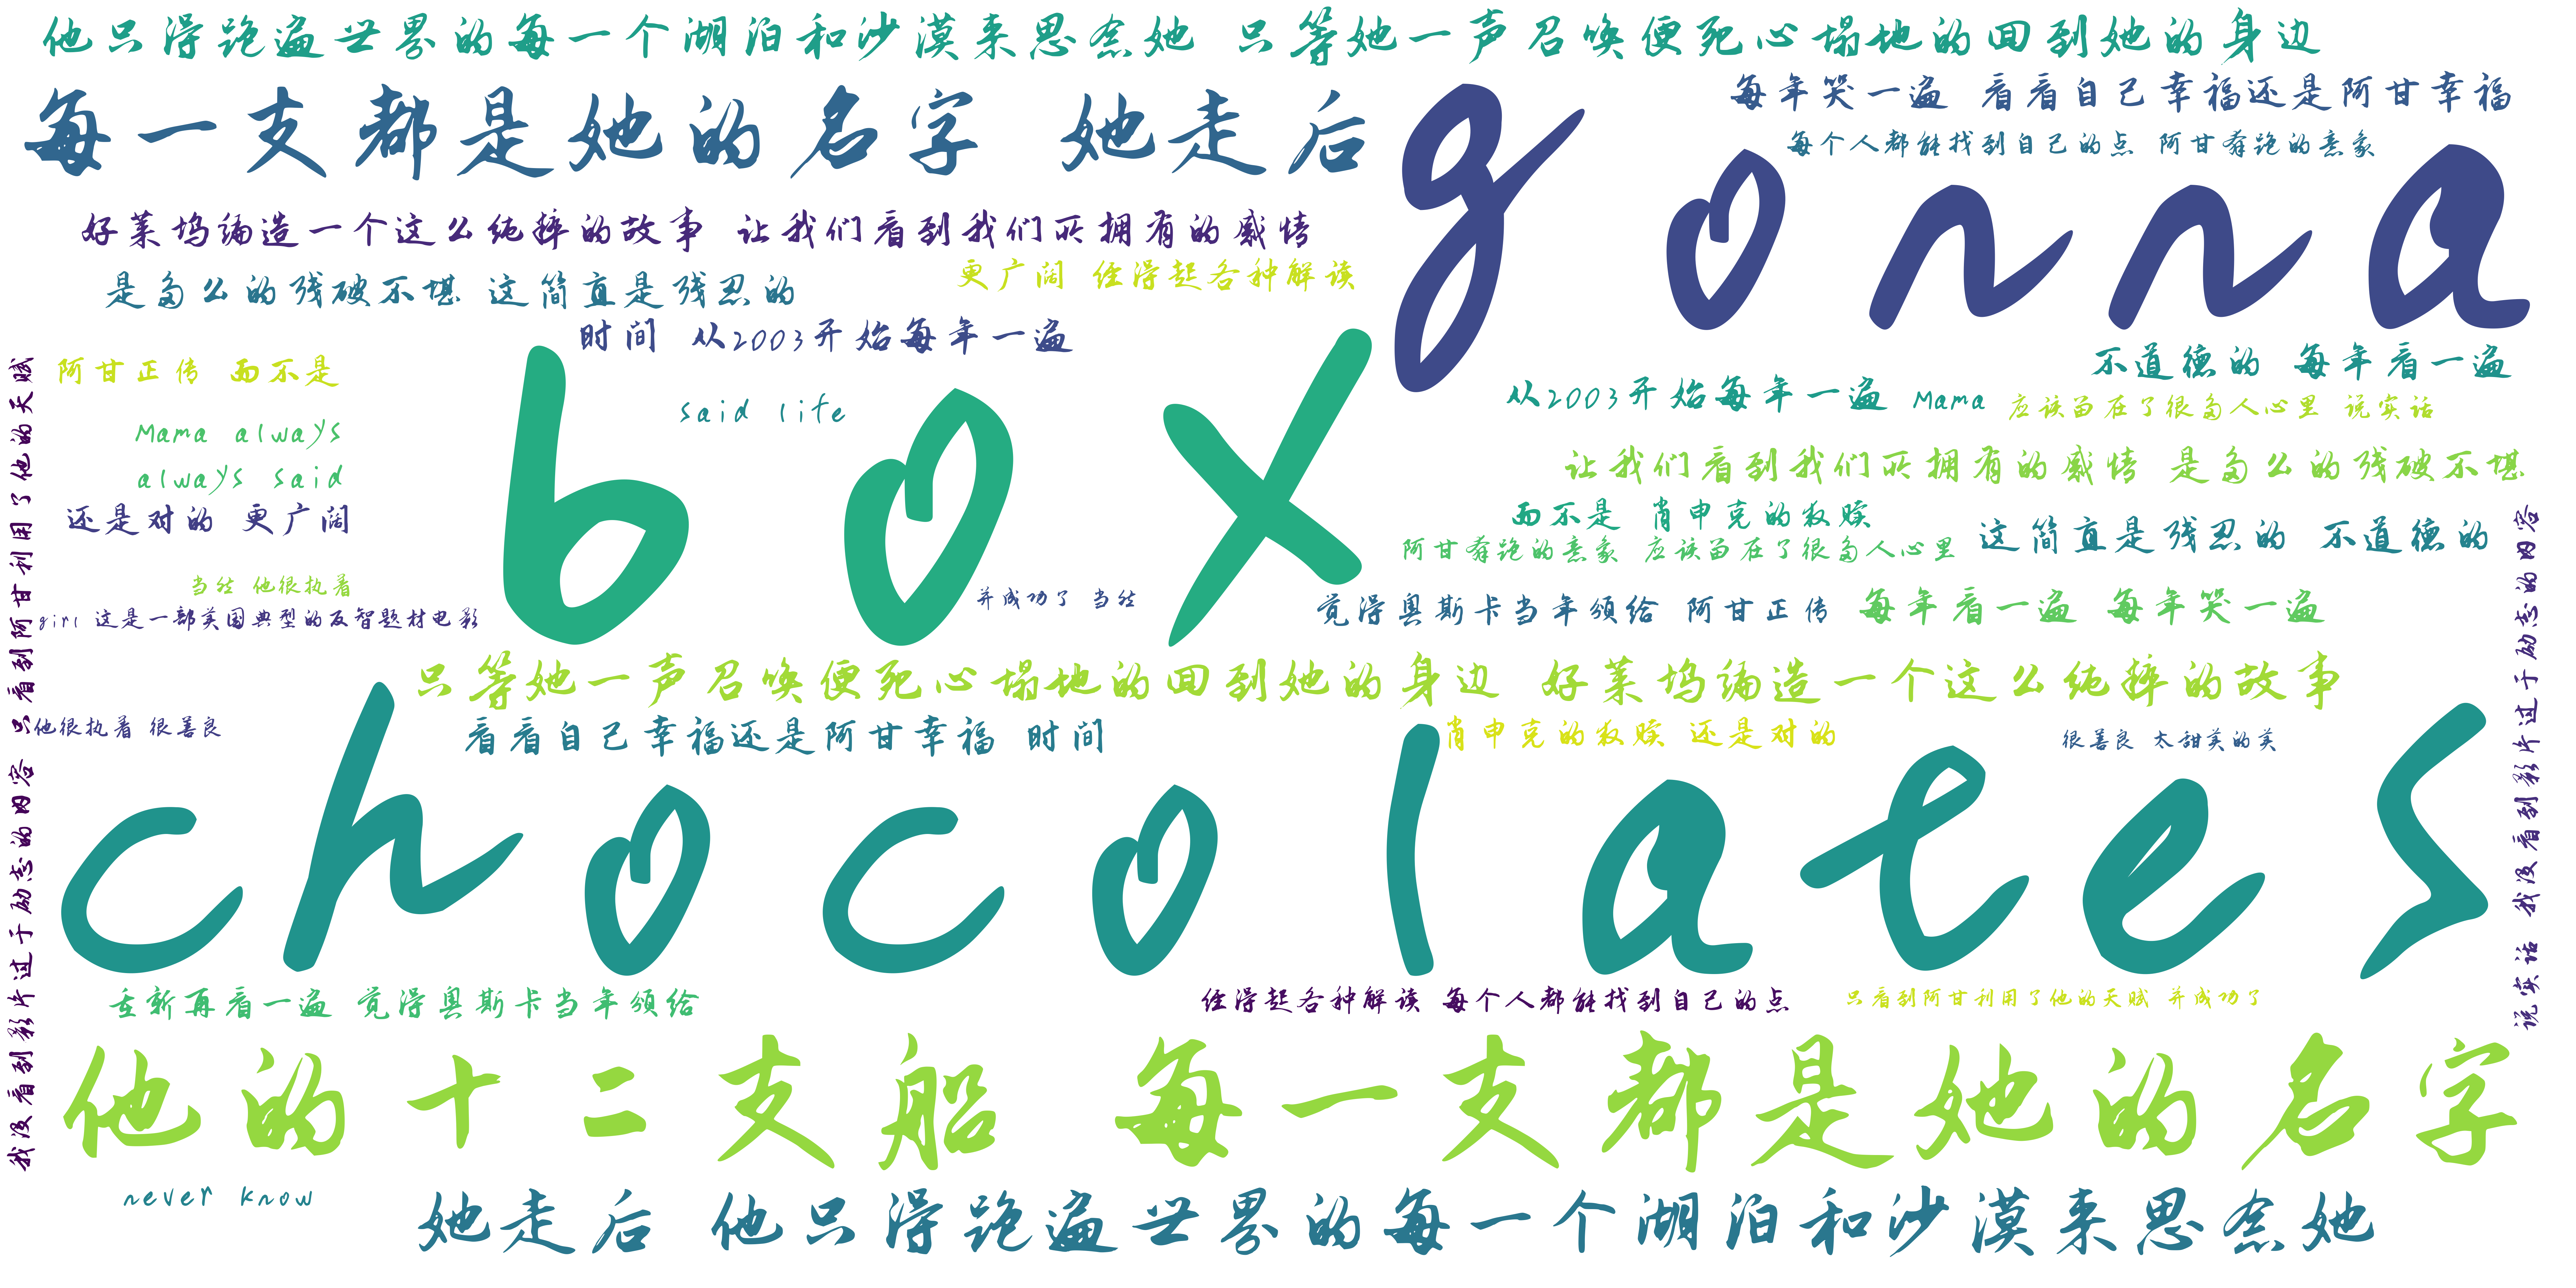 他只得跑遍世界的每一个湖泊和沙漠来思念她 只等她一声召唤便死心塌地的回到她的身边
每年哭一遍 看看自己幸福还是阿甘幸福
每一支都是她的名字 她走后
gonna
每个人都能找到自己的点 阿甘奔跑的意象
好莱坞编造一个这么纯粹的故事 让我们看到我们所拥有的感情
是多么的残破不堪 这简直是残忍的
更广阔 经得起各种解读
时间 从2003开始每年一遍
阿甘正传 而不是
不道德的 每年看一遍
box
said life
从2003开始每年一遍 Mama
应该留在了很多人心里 说实话
Mama always
always said
让我们看到我们所拥有的感情 是多么的残破不堪
还是对的 更广阔
而不是 肖申克的救赎
阿甘奔跑的意象 应该留在了很多人心里
这简直是残忍的 不道德的
当然 他很执着
并成功了 当然
girl 这是一部美国典型的反智题材电影
觉得奥斯卡当年颁给 阿甘正传
每年看一遍 每年哭一遍
只看到阿甘利用了他的天赋
只等她一声召唤便死心塌地的回到她的身边 好莱坞编造一个这么纯粹的故事
他很执着 很善良
看看自己幸福还是阿甘幸福 时间
肖申克的救赎 还是对的
很善良 太甜美的美
chocolates
我没看到影片过于励志的内容 只看到阿甘利用了他的天赋
说实话 我没看到影片过于励志的内容
重新再看一遍 觉得奥斯卡当年颁给
经得起各种解读 每个人都能找到自己的点
只看到阿甘利用了他的天赋 并成功了
他的十二支船 每一支都是她的名字
never know
她走后 他只得跑遍世界的每一个湖泊和沙漠来思念她